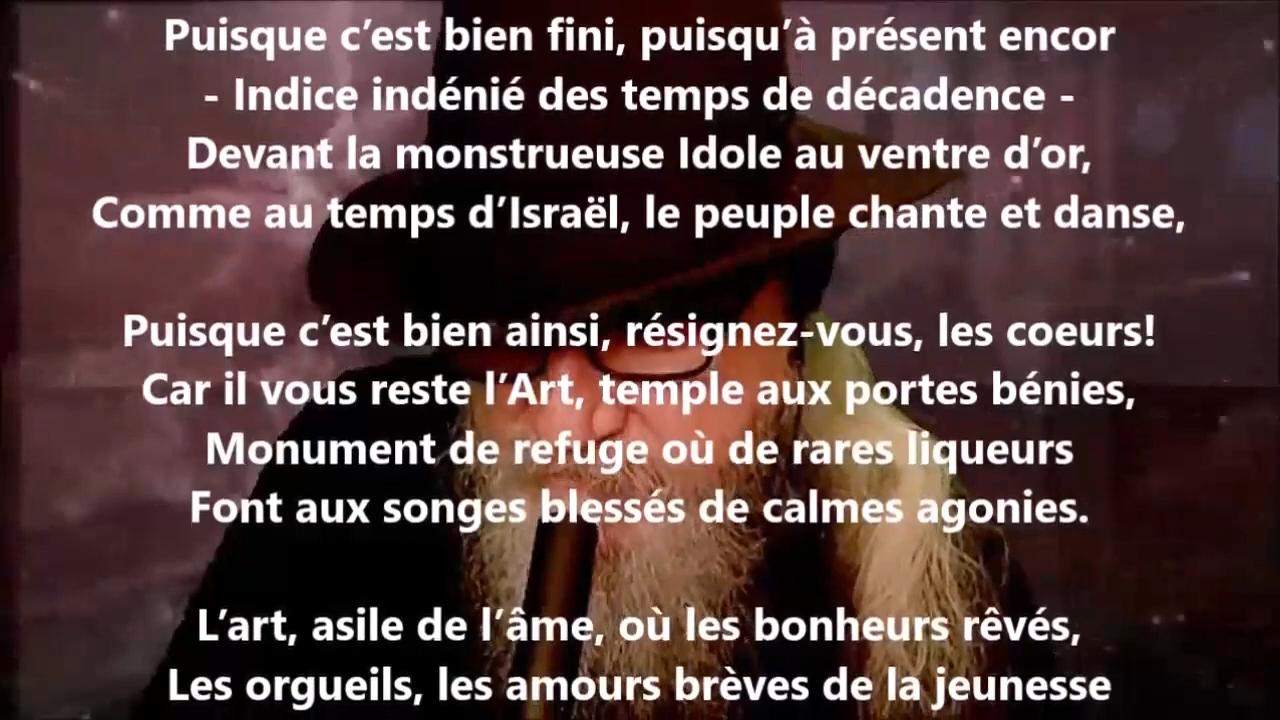 Puisque c’est bien fini, puisqu’à présent encor
- Indice indénié des temps de décadence -
Devant la monstrueuse Idole au ventre d’or,
Comme au temps d’Israël, le peuple chante et danse,
Puisque c’est bien ainsi, résignez-vous, les coeurs!
Car il vous reste l’Art, temple aux portes bénies,
Monument de refuge où de rares liqueurs
Font aux songes blessés de calmes agonies.
L’art, asile de l’âme, où les bonheurs rêvés,
Les orgueils, les amours brèves de la jeunesse